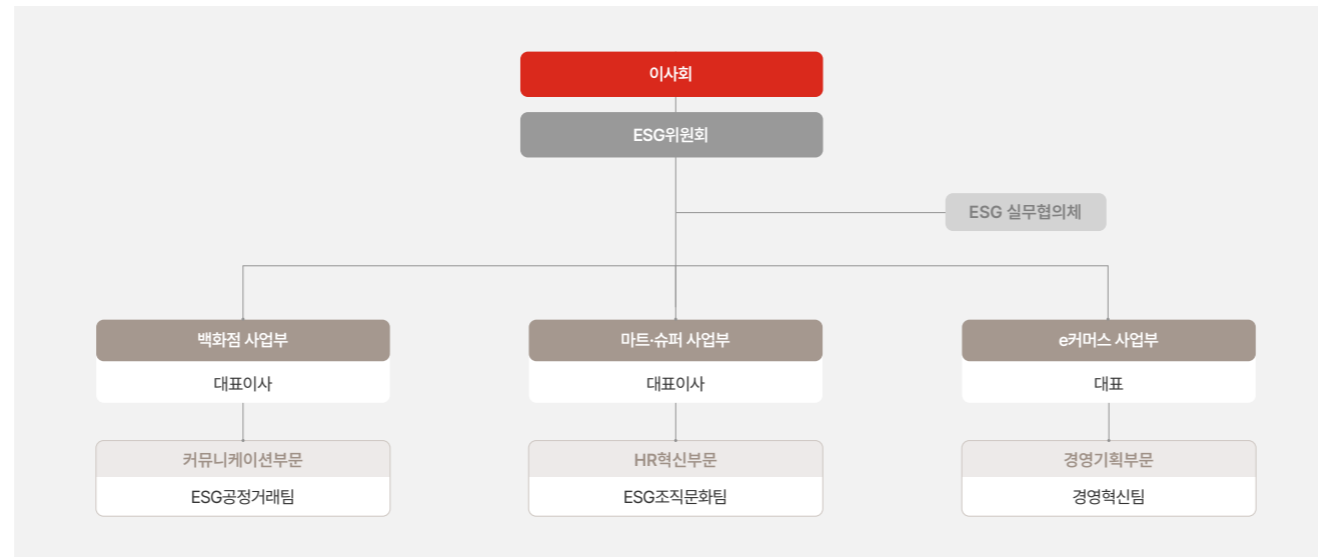 이사회
ESG위원회
ESG 실무협의체
백화점 사업부
대표이사
커뮤니케이션부문
ESG공정거래팀
마트·슈퍼 사업부
대표이사
HR혁신부문
ESG조직문화팀
e커머스 사업부
대표
경영기획부문
경영혁신팀